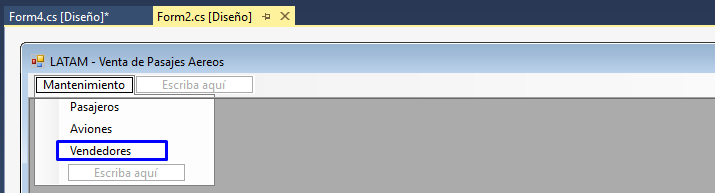 Form4.cs [Diseño]* Form2.cs [Diseño]
LATAM - Venta de Pasajes Aereos
Mantenimiento Escriba aquí
Pasajeros
Aviones
Vendedores
Escriba aquí